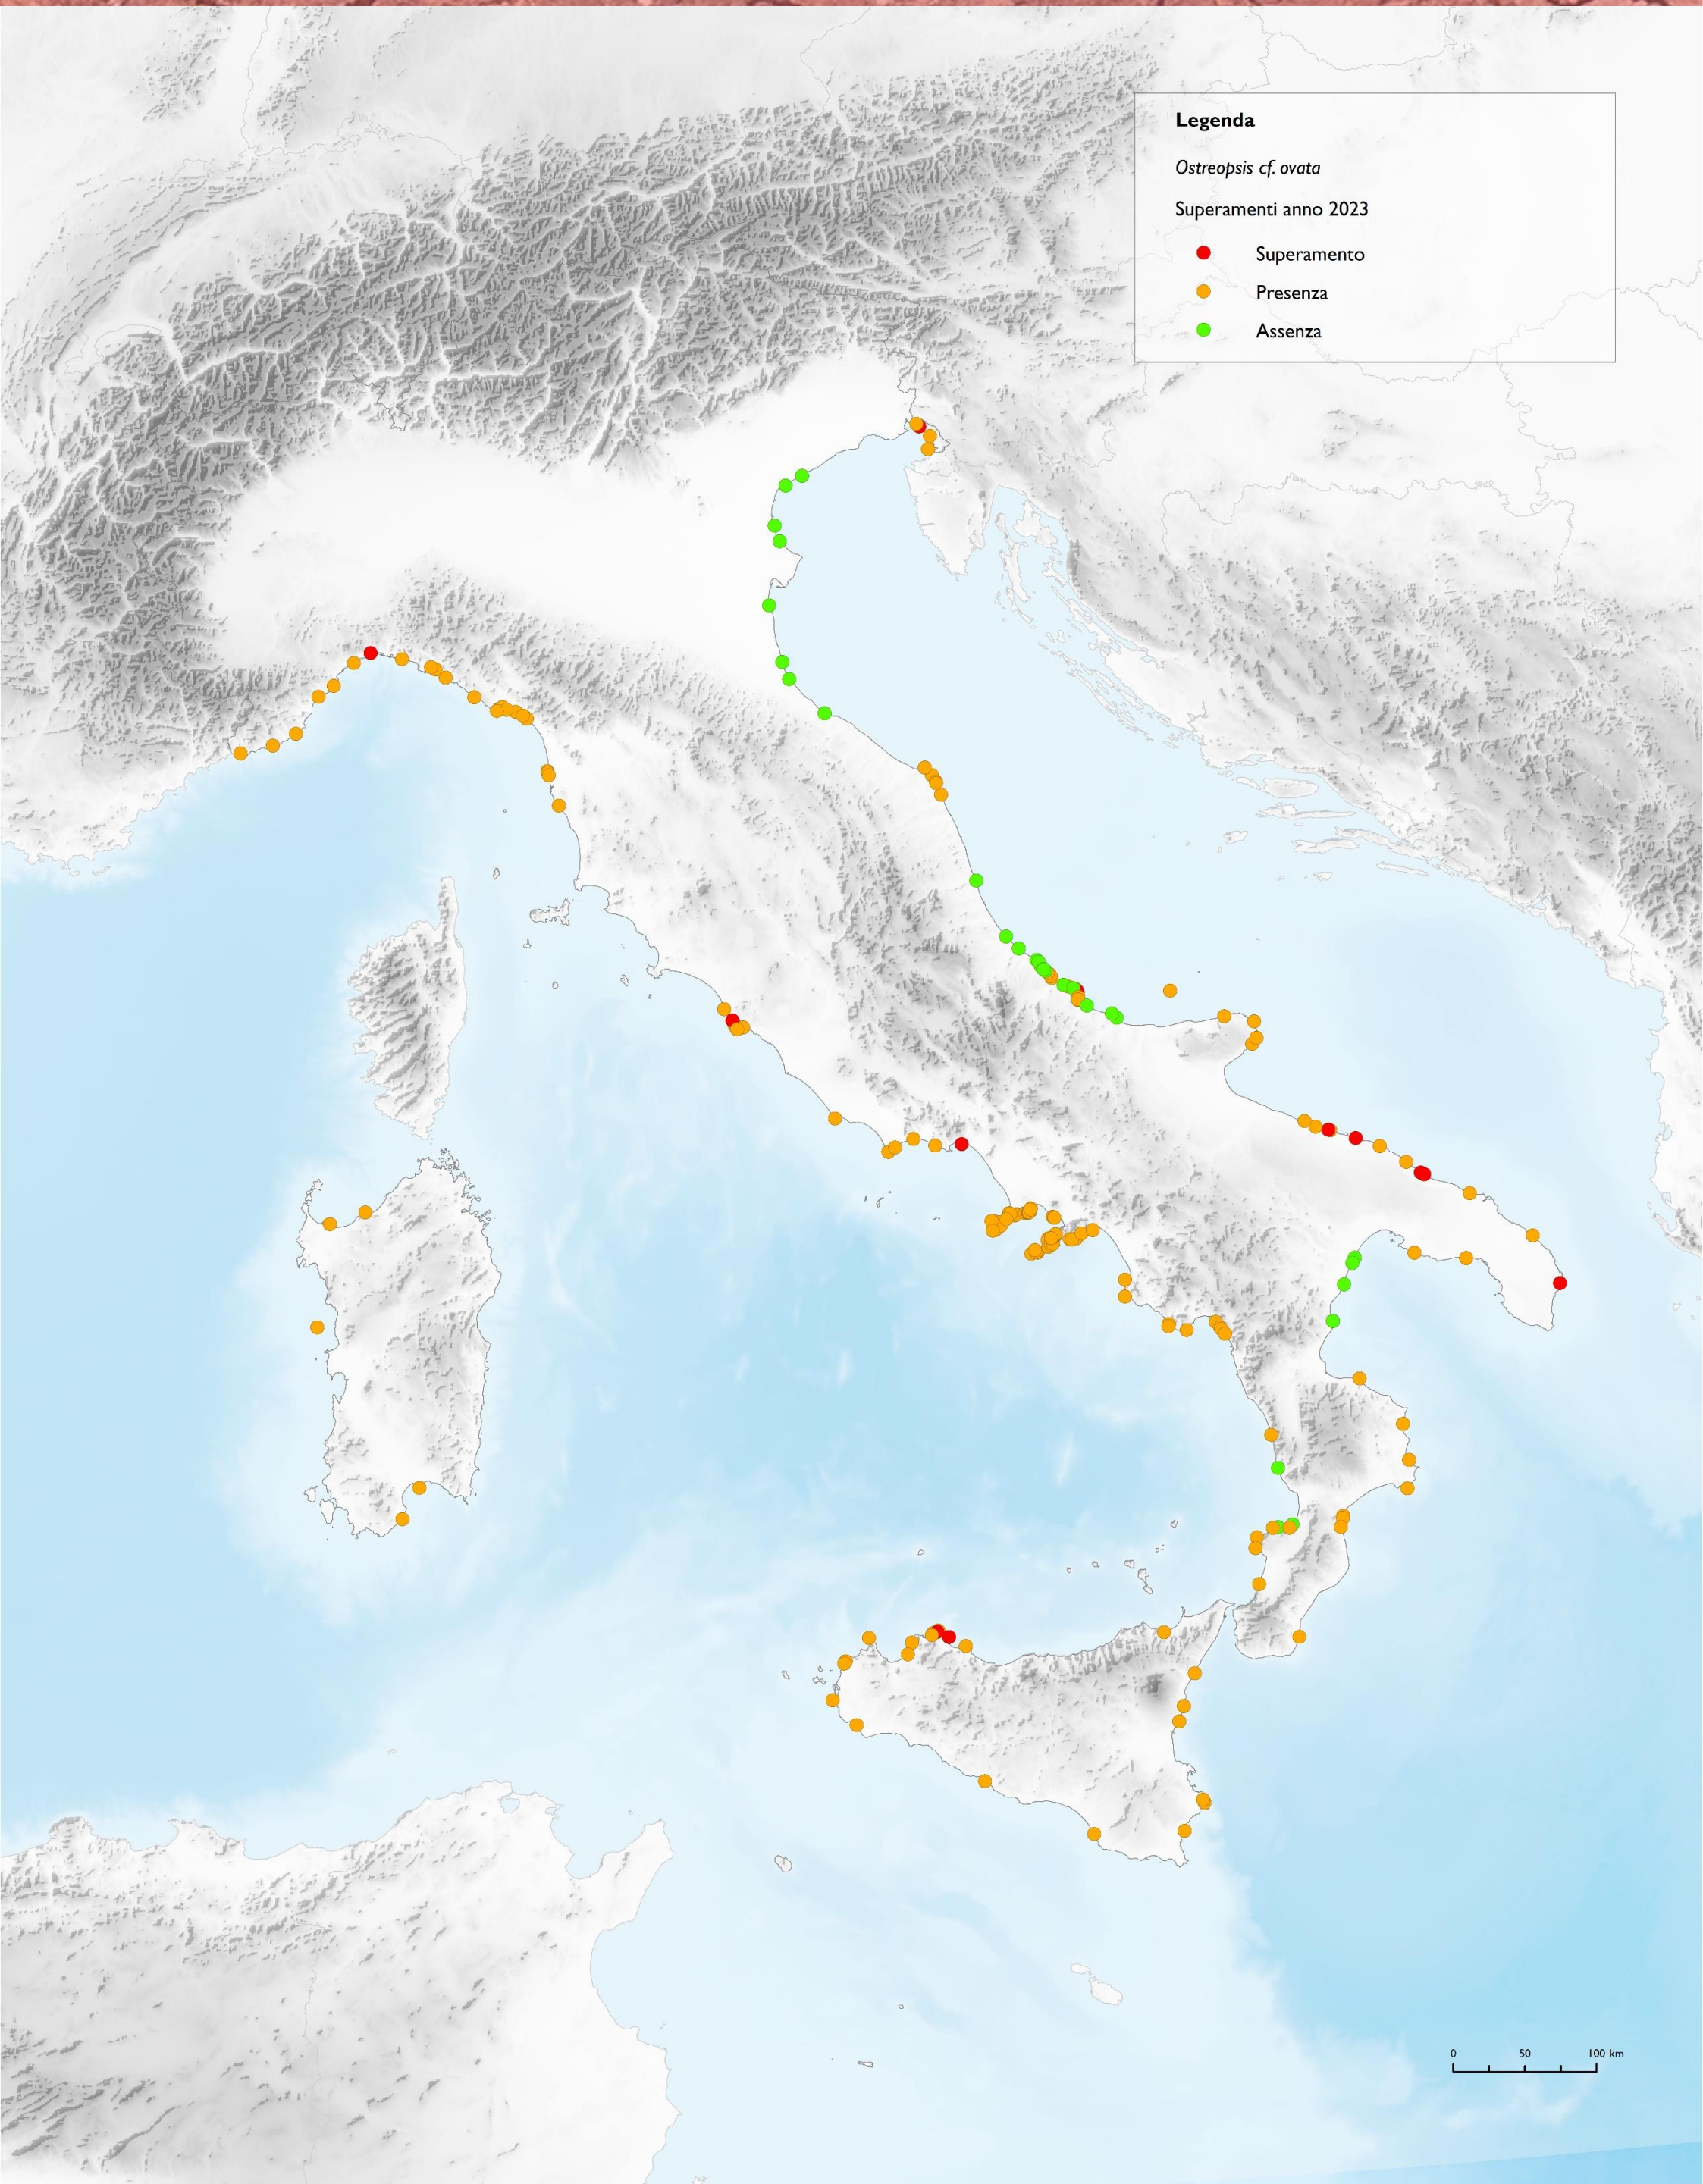 Legenda
Ostreopsis cf. ovata
Superamenti anno 2023
Superamento
Presenza
Assenza
0 50 100 km